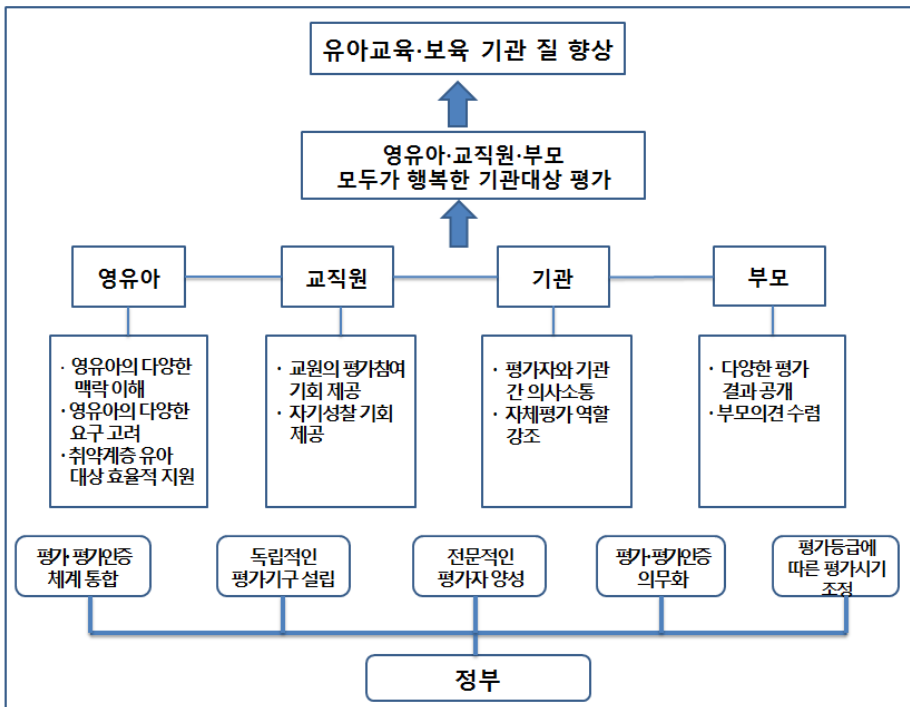 유아교육·보육 기관 질 향상
영유아·교직원·부모
모두가 행복한 기관대상 평가
영유아
교직원
기관
부모
· 영유아의 다양한
맥락 이해
·영유아의 다양한
요구 고려
·취약계층 유아
대상 효율적 지원
· 교원의 평가참여
기회 제공
· 자기성찰 기회
제공
· 평가자와 기관
간 의사소통
· 자체평가 역할
강조
· 다양한 평가
결과 공개
· 부모의견 수렴
평가·평가인증
체계 통합
독립적인
평가기구 설립
전문적인
평가자 양성
평가·평가인증
의무화
평가등급에
따른 평가시기
조정
정부